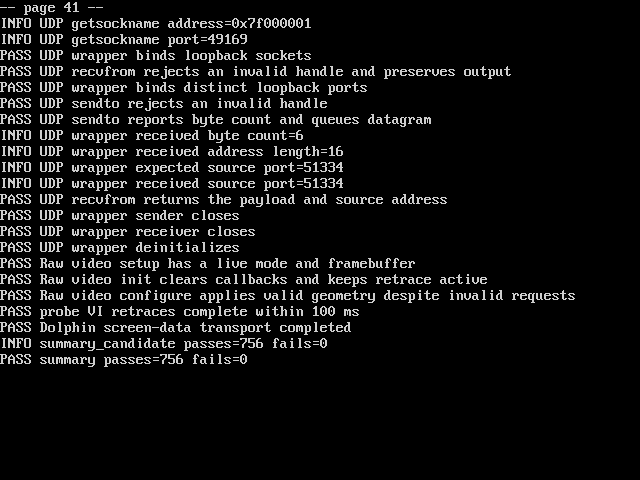 -- page 41 --
INFO UDP getsockname address=0x7f000001
INFO UDP getsockname port=49169
PASS UDP wrapper binds loopback sockets
PASS UDP recvfrom rejects an invalid handle and preserves output
PASS UDP wrapper binds distinct loopback ports
PASS UDP sendto rejects an invalid handle
PASS UDP sendto reports byte count and queues datagram
INFO UDP wrapper received byte count=6
INFO UDP wrapper received address length=16
INFO UDP wrapper expected source port=51334
INFO UDP wrapper received source port=51334
PASS UDP recvfrom returns the payload and source address
PASS UDP wrapper sender closes
PASS UDP wrapper receiver closes
PASS UDP wrapper deinitializes
PASS Raw video setup has a live mode and framebuffer
PASS Raw video init clears callbacks and keeps retrace active
PASS Raw video configure applies valid geometry despite invalid requests
PASS probe VI retraces complete within 100 ms
PASS Dolphin screen-data transport completed
INFO summary_candidate passes=756 fails=0
PASS summary passes=756 fails=0